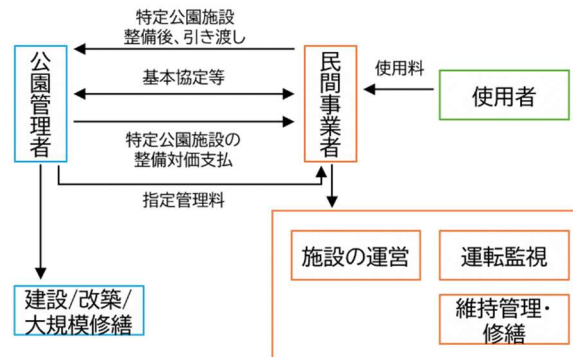 特定公園施設
整備後、引き渡し
公園管理者
基本協定等
民間事業者
使用料
使用者
特定公園施設の
整備対価支払
指定管理料
施設の運営
運転監視
建設/改築/
大規模修繕
維持管理・
修繕